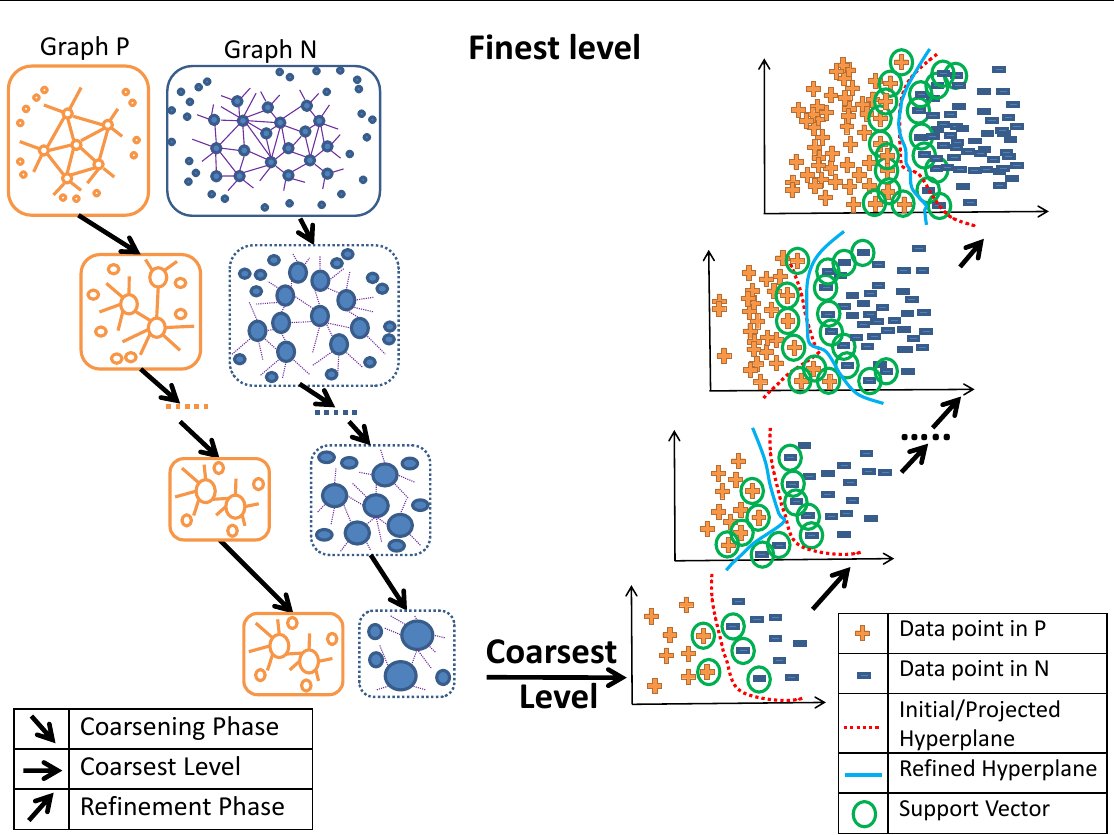 Graph P
Graph N
Finest level
Coarsest
Level
Coarsening Phase
Coarsest Level
Refinement Phase
Data point in P
Data point in N
Initial/Projected
Hyperplane
Refined Hyperplane
Support Vector